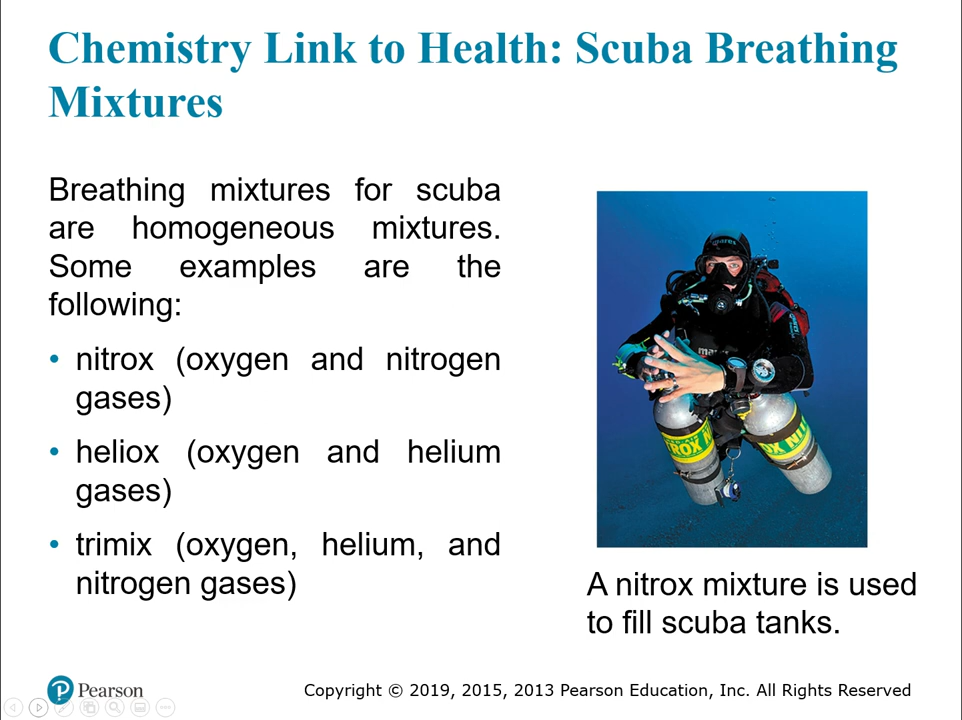 Chemistry Link to Health: Scuba Breathing
Mixtures
Breathing mixtures for scuba
are homogeneous mixtures.
Some examples are the
following:
• nitrox (oxygen and nitrogen
gases)
• heliox (oxygen and helium
gases)
• trimix (oxygen, helium, and
nitrogen gases)
mares
A nitrox mixture is used
to fill scuba tanks.
Pearson
Copyright © 2019, 2015, 2013 Pearson Education, Inc. All Rights Reserved